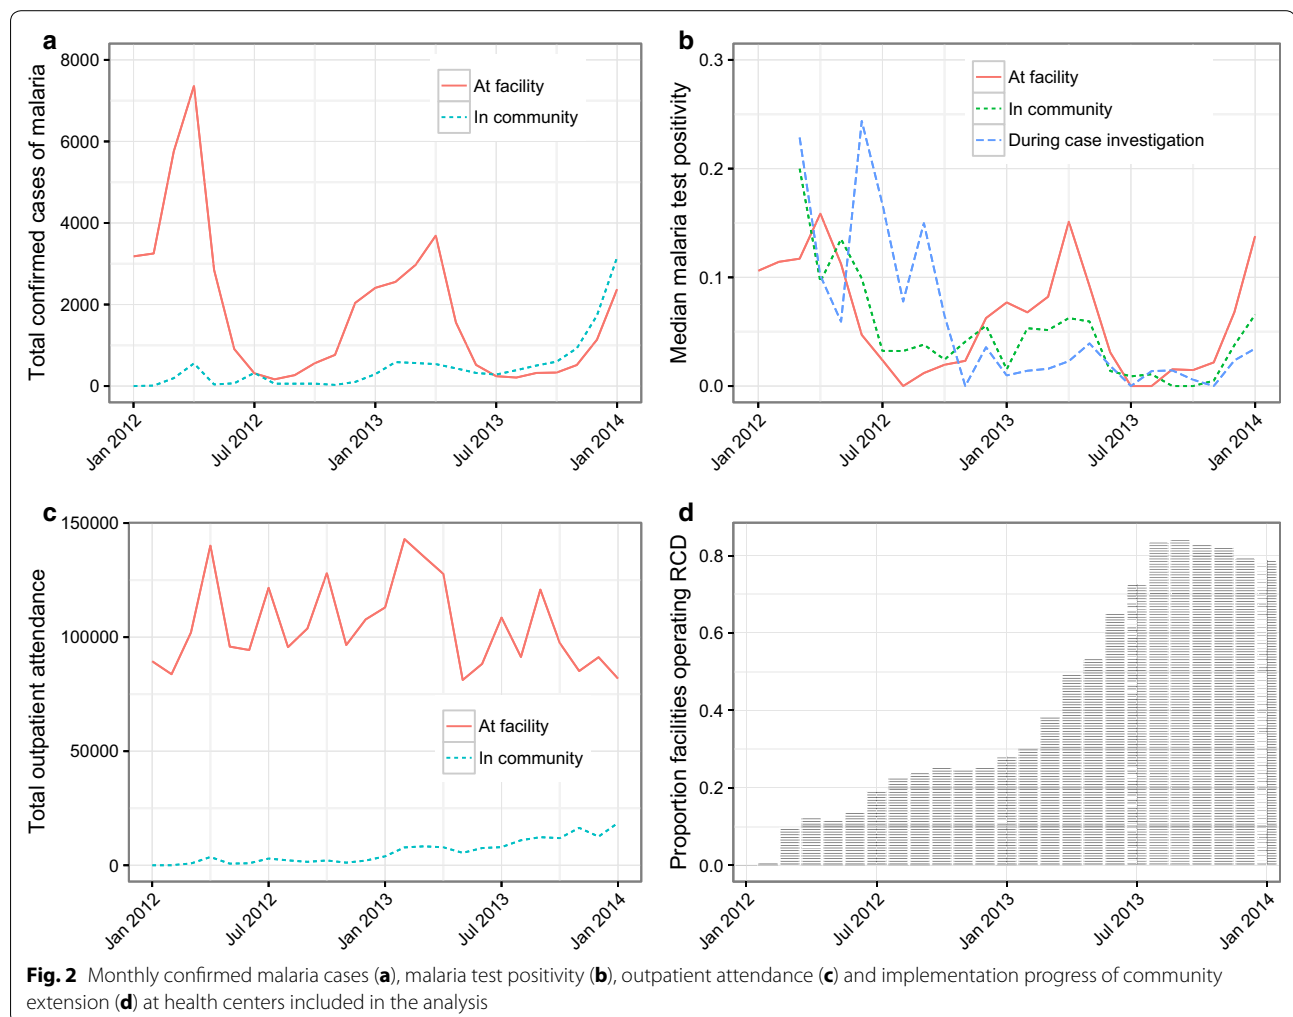 a
Total confirmed cases of malaria
8000
6000
4000
2000
0
At facility
In community
Jan 2012
Jul 2012
Jan 2013
Jul 2013
Jan 2014
b
Median malaria test positivity
0.3
0.2
0.1
0.0
At facility
In community
During case investigation
Jan 2012
Jul 2012
Jan 2013
Jul 2013
Jan 2014
c
Total outpatient attendance
150000
100000
50000
0
At facility
In community
Jan 2012
Jul 2012
Jan 2013
Jul 2013
Jan 2014
d
Proportion facilities operating RCD
0.8
0.6
0.4
0.2
0.0
Jan 2012
Jul 2012
Jan 2013
Jul 2013
Jan 2014
Fig. 2 Monthly confirmed malaria cases (a), malaria test positivity (b), outpatient attendance (c) and implementation progress of community
extension (d) at health centers included in the analysis